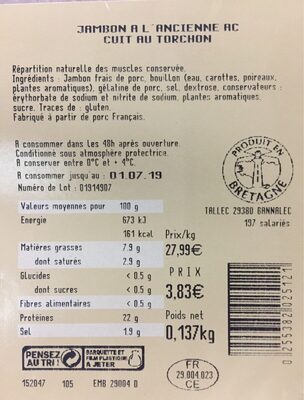 JAMBON A L'ANCIENNE AC
CUIT AU TORCHON
Répartition naturelle des muscles conservée.
Ingrédients : Jambon frais de porc, bouillon (eau, carottes, poireaux,
plantes aromatiques), gélatine de porc, sel, dextrose, conservateurs :
érythorbate de sodium et nitrite de sodium, plantes aromatiques,
sucre. Traces de : gluten.
Fabriqué à partir de porc Français.
A consommer dans les 48h après ouverture.
Conditionné sous atmosphère protectrice.
A conserver entre 0°C et + 4°C.
A consommer jusqu au : 01.07.19
Numéro de Lot : 01914907
PRODUIT EN
BRETAGNE
TALLEC 29380 BANNALEC
197 salariés
Valeurs moyennes pour 100 g
Energie 673 kJ
161 kcal
Matières grasses 7.9 g
dont saturés 2.9 g
Glucides < 0.5 g
dont sucres < 0.5 g
Fibres alimentaires < 0.5 g
Protéines 22 g
Sel 1.9 g
Prix/kg
27,99€
PRIX
3,83€
Poids net
0,137kg
0255382025121
PENSEZ
AU TRI !
BARQUETTE ET
FILM PLASTIQUE
A JETER
FR
29.004.023
CE
152047 105 EMB 29004 D